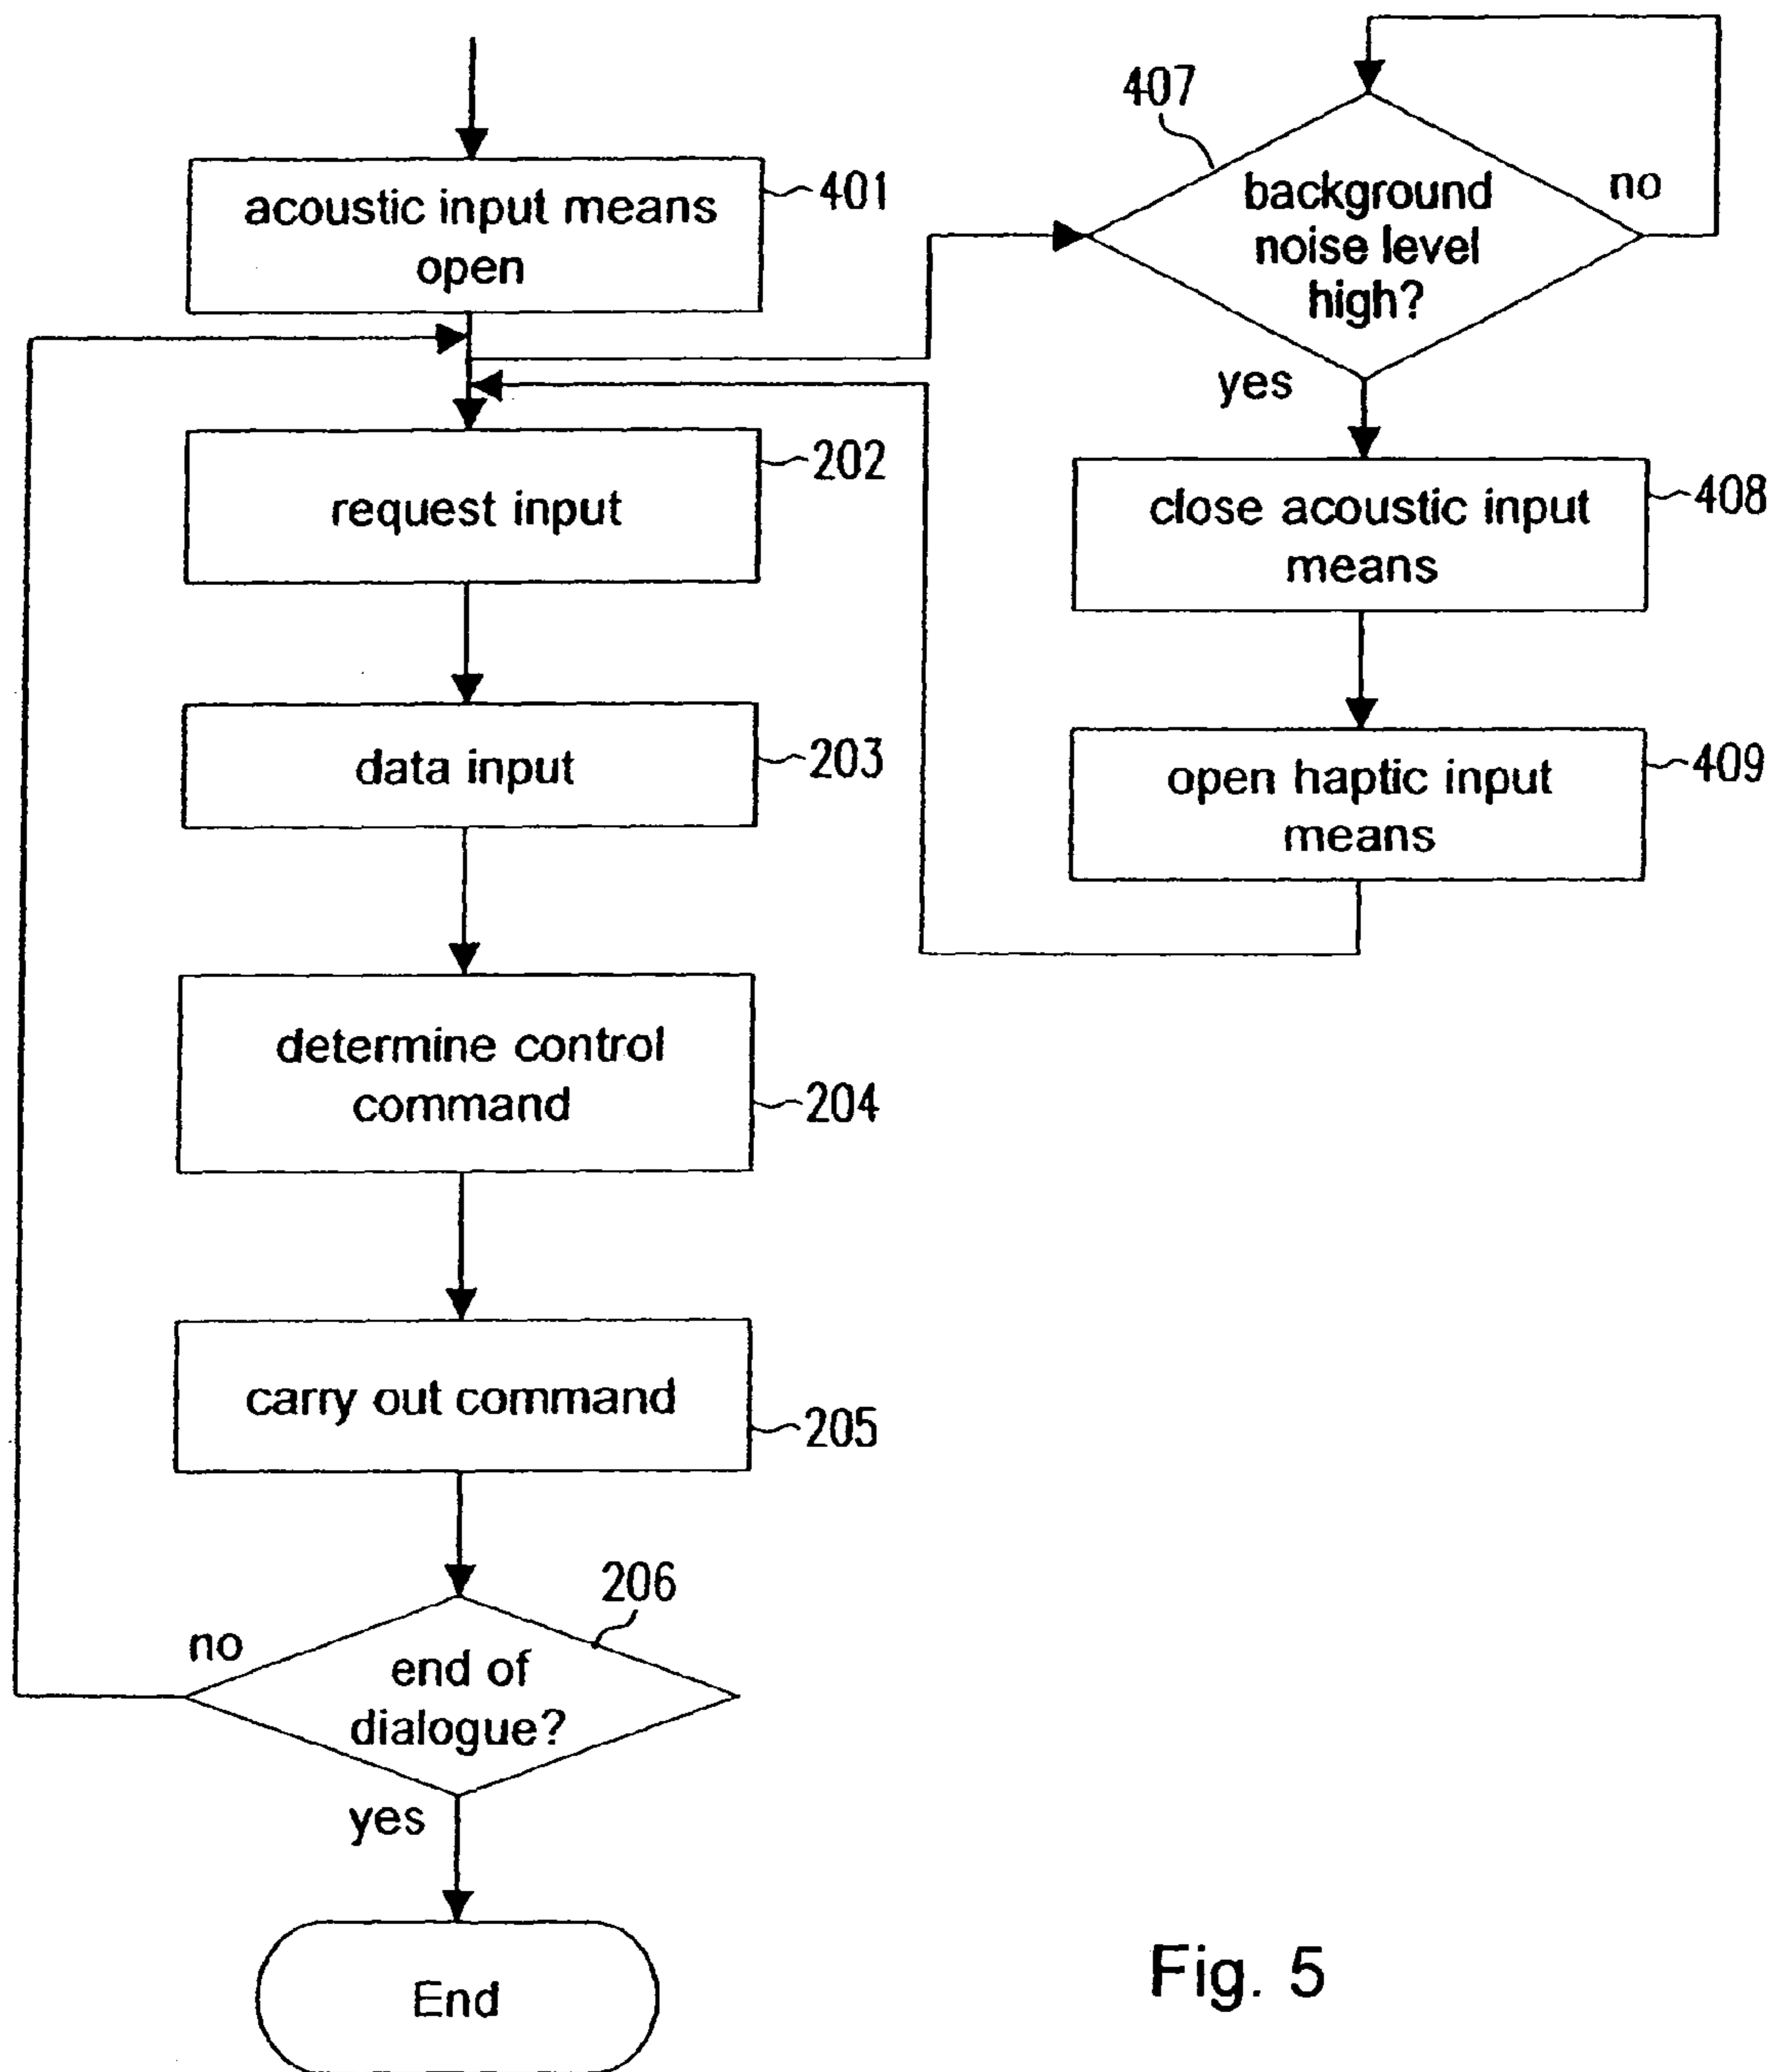 acoustic input means
open
401
request input
202
data input
203
determine control
command
204
carry out command
205
206
no
end of
dialogue?
yes
End
407
background
noise level
high?
no
yes
close acoustic input
means
408
open haptic input
means
409
Fig. 5